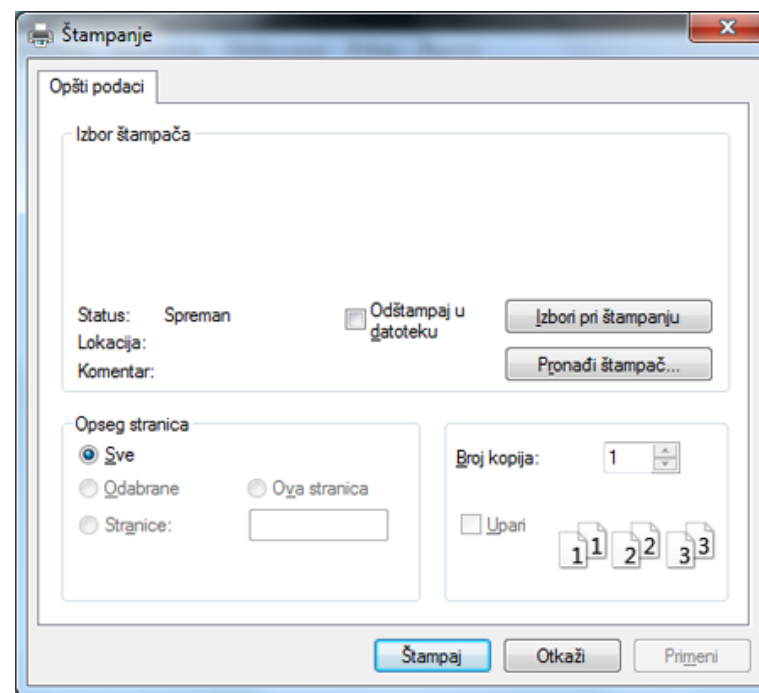 Štampanje
Opšti podaci
Izbor štampača
Status: Spreman
Lokacija:
Komentar:
Odštampaj u
datoteku
Izbori pri štampanju
Pronađi štampač...
Opseg stranica
Sve
Odabrane
Ova stranica
Stranice:
Broj kopija: 1
Upari
1 1 2 2 3 3
Štampaj
Otkaži
Primeni